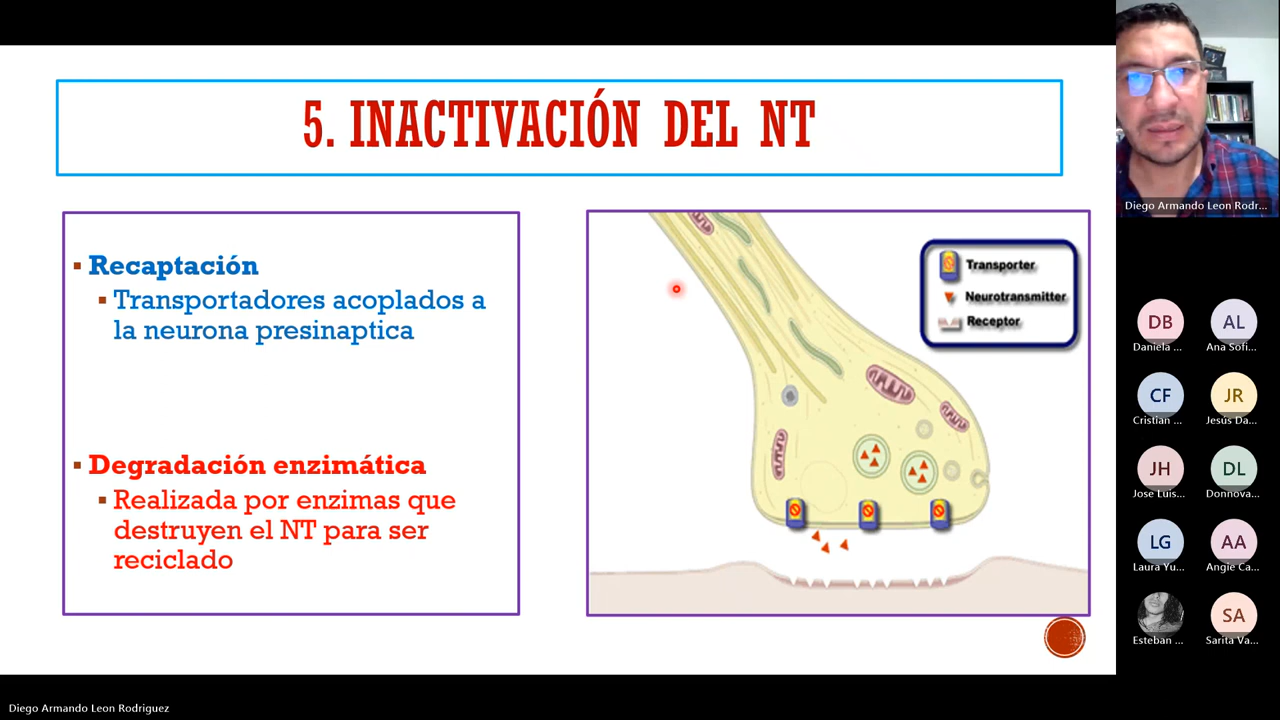 5. INACTIVACIÓN DEL NT
Recaptación
Transportadores acoplados a
la neurona presinaptica
Degradación enzimática
Realizada por enzimas que
destruyen el NT para ser
reciclado
Transporter
Neurotransmitter
Receptor
Diego Armando Leon Rodr...
DB
Daniela ...
AL
Ana Sofi...
CF
Cristian ...
JR
Jesús Da...
JH
Jose Luis...
DL
Donnova...
LG
Laura Yu...
AA
Angie Ca...
Esteban ...
SA
Sarita Va...
Diego Armando Leon Rodriguez